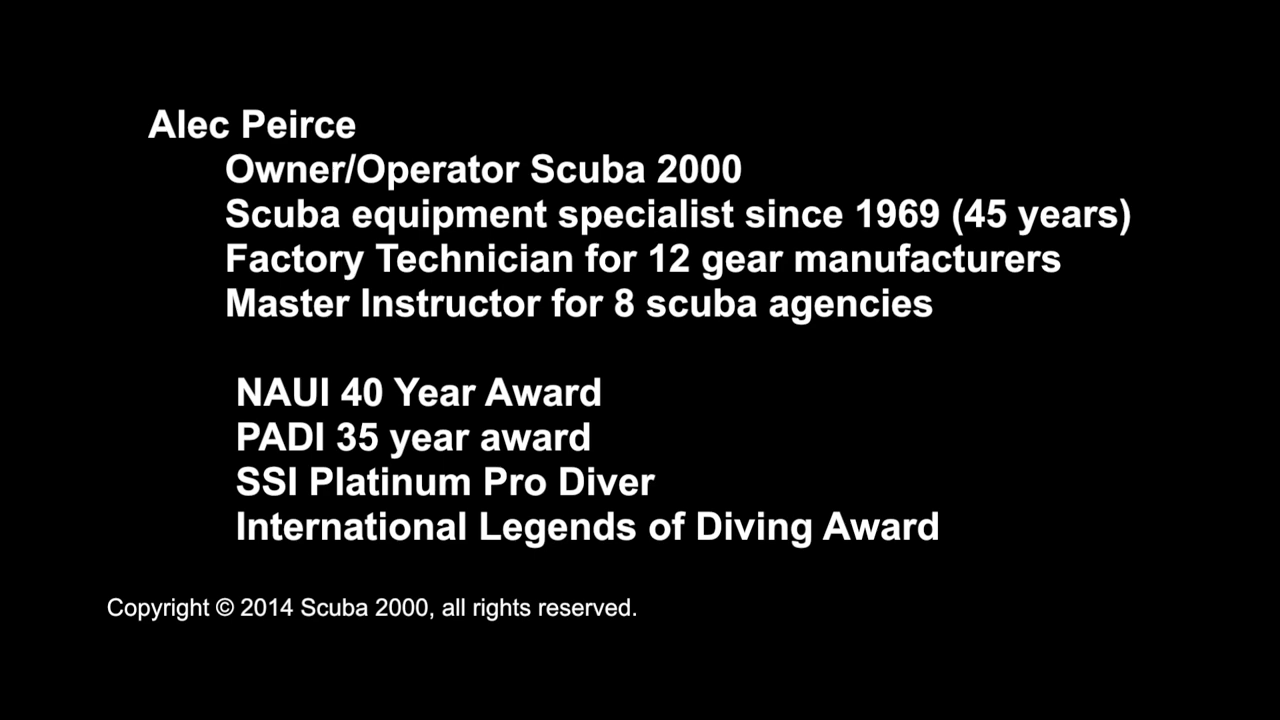 Alec Peirce
Owner/Operator Scuba 2000
Scuba equipment specialist since 1969 (45 years)
Factory Technician for 12 gear manufacturers
Master Instructor for 8 scuba agencies
NAUI 40 Year Award
PADI 35 year award
SSI Platinum Pro Diver
International Legends of Diving Award
Copyright © 2014 Scuba 2000, all rights reserved.